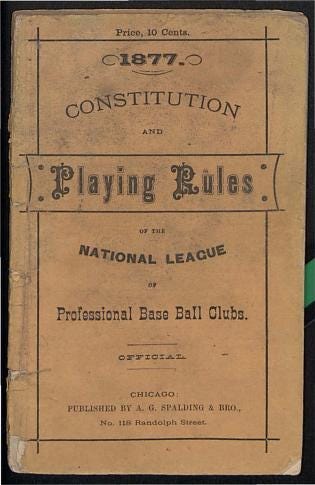 Price, 10 Cents.
1877.
CONSTITUTION
AND
Playing Rules
OF THE
NATIONAL LEAGUE
OF
Professional Base Ball Clubs.
OFFICIAL.
CHICAGO:
PUBLISHED BY A. G. SPALDING & BRO.,
No. 118 Randolph Street.